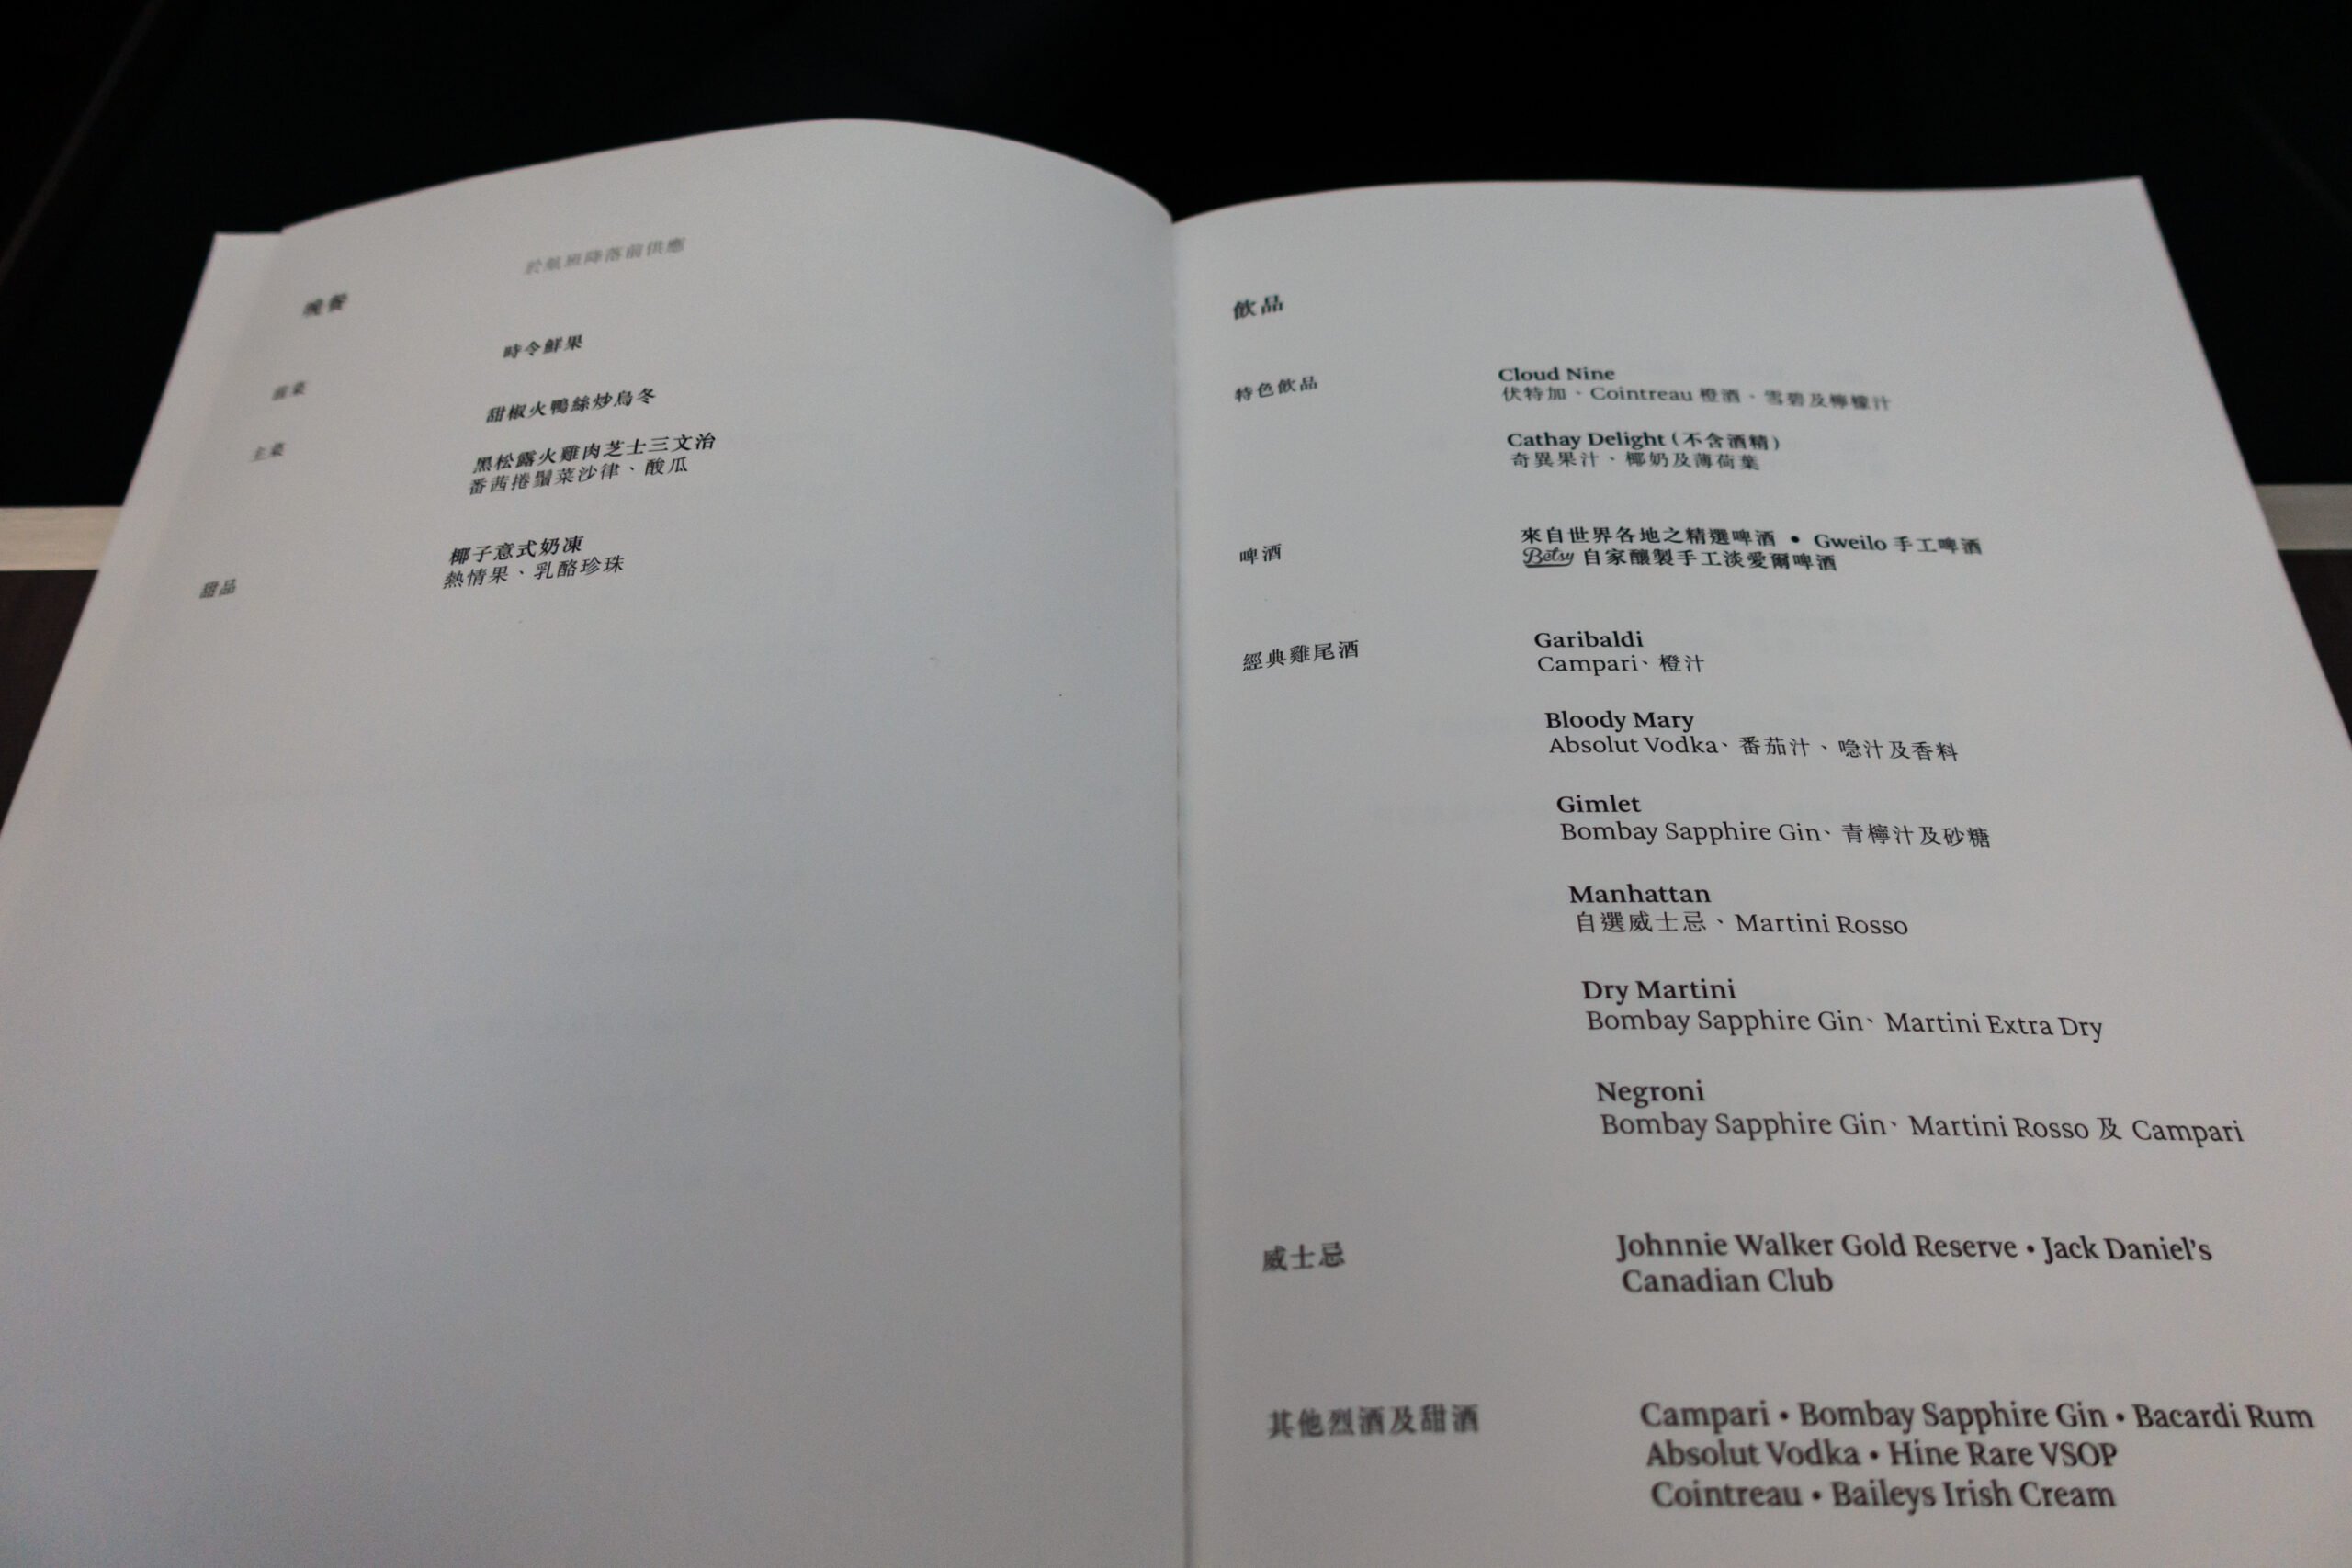 於航班降落前供應
晚餐
時令鮮果
前菜
甜椒火鴨絲炒烏冬
主菜
黑松露火雞肉芝士三文治
番茜捲鬚菜沙律、酸瓜
椰子意式奶凍
甜品
熱情果、乳酪珍珠
飲品
特色飲品
Cloud Nine
伏特加、Cointreau 橙酒、雪碧及檸檬汁
Cathay Delight (不含酒精)
奇異果汁、椰奶及薄荷葉
啤酒
來自世界各地之精選啤酒 • Gweilo 手工啤酒
Betsy 自家釀製手工淡愛爾啤酒
經典雞尾酒
Garibaldi
Campari、橙汁
Bloody Mary
Absolut Vodka、番茄汁、喼汁及香料
Gimlet
Bombay Sapphire Gin、青檸汁及砂糖
Manhattan
自選威士忌、Martini Rosso
Dry Martini
Bombay Sapphire Gin、Martini Extra Dry
Negroni
Bombay Sapphire Gin、Martini Rosso 及 Campari
威士忌
Johnnie Walker Gold Reserve • Jack Daniel's
Canadian Club
其他烈酒及甜酒
Campari • Bombay Sapphire Gin • Bacardi Rum
Absolut Vodka • Hine Rare VSOP
Cointreau • Baileys Irish Cream